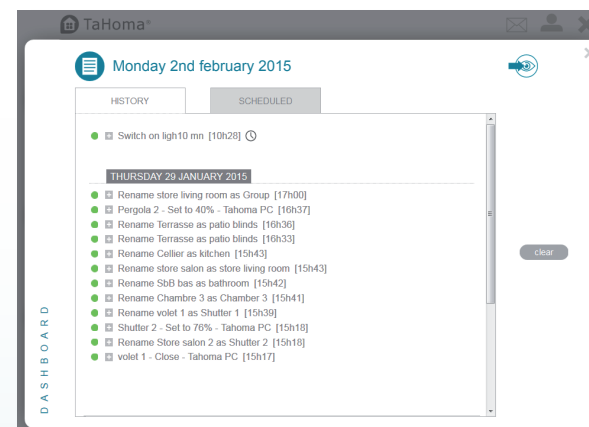 TaHoma®
Monday 2nd february 2015
HISTORY
SCHEDULED
Switch on ligh10 mn [10h28]
THURSDAY 29 JANUARY 2015
Rename store living room as Group [17h00]
Pergola 2 - Set to 40% - Tahoma PC [16h37]
Rename Terrasse as patio blinds [16h36]
Rename Terrasse as patio blinds [16h33]
Rename Cellier as kitchen [15h43]
Rename store salon as store living room [15h43]
Rename SbB bas as bathroom [15h42]
Rename Chambre 3 as Chamber 3 [15h41]
Rename volet 1 as Shutter 1 [15h39]
Shutter 2 - Set to 76% - Tahoma PC [15h18]
Rename Store salon 2 as Shutter 2 [15h18]
volet 1 - Close - Tahoma PC [15h17]
clear
DASHBOARD